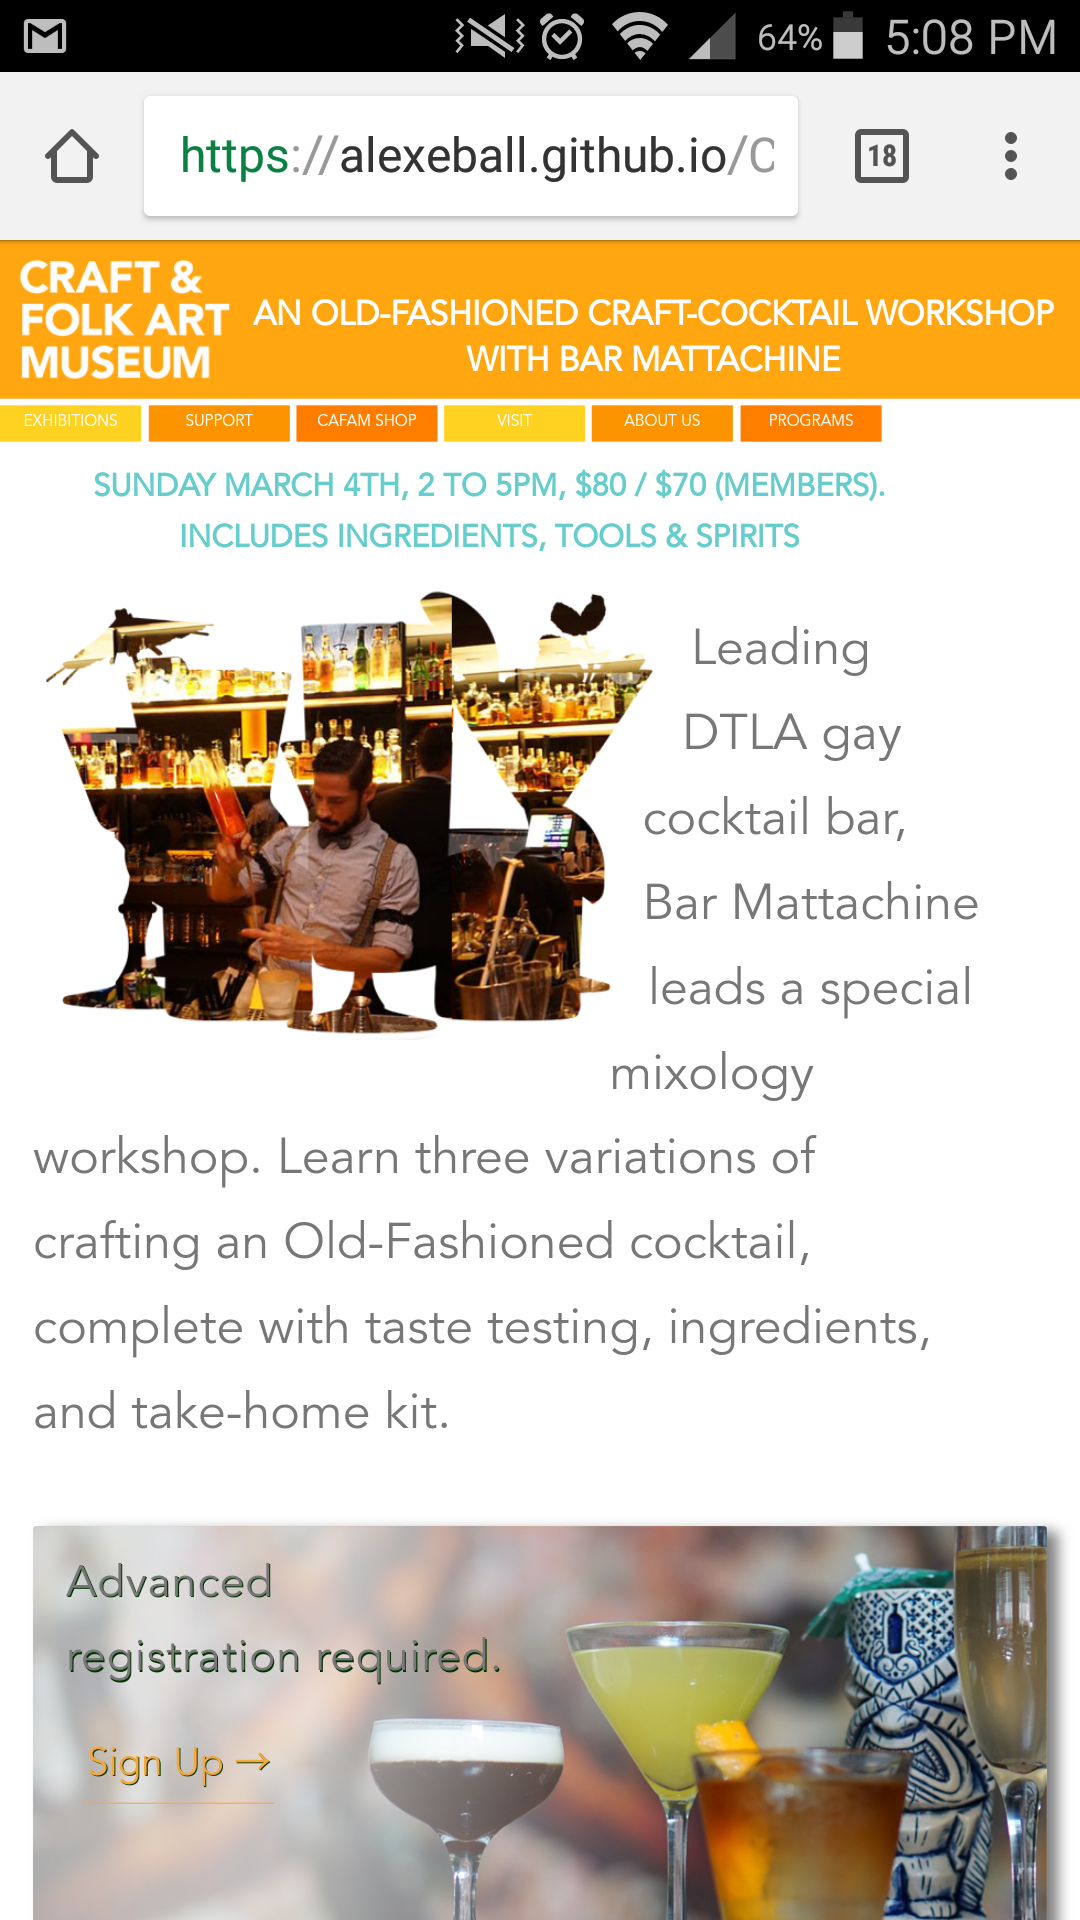 64% 5:08 PM
https://alexeball.github.io/C
18
CRAFT &
FOLK ART
MUSEUM
AN OLD-FASHIONED CRAFT-COCKTAIL WORKSHOP
WITH BAR MATTACHINE
EXHIBITIONS SUPPORT CAFAM SHOP VISIT ABOUT US PROGRAMS
SUNDAY MARCH 4TH, 2 TO 5PM, $80 / $70 (MEMBERS).
INCLUDES INGREDIENTS, TOOLS & SPIRITS
Leading
DTLA gay
cocktail bar,
Bar Mattachine
leads a special
mixology
workshop. Learn three variations of
crafting an Old-Fashioned cocktail,
complete with taste testing, ingredients,
and take-home kit.
Advanced
registration required.
Sign Up →